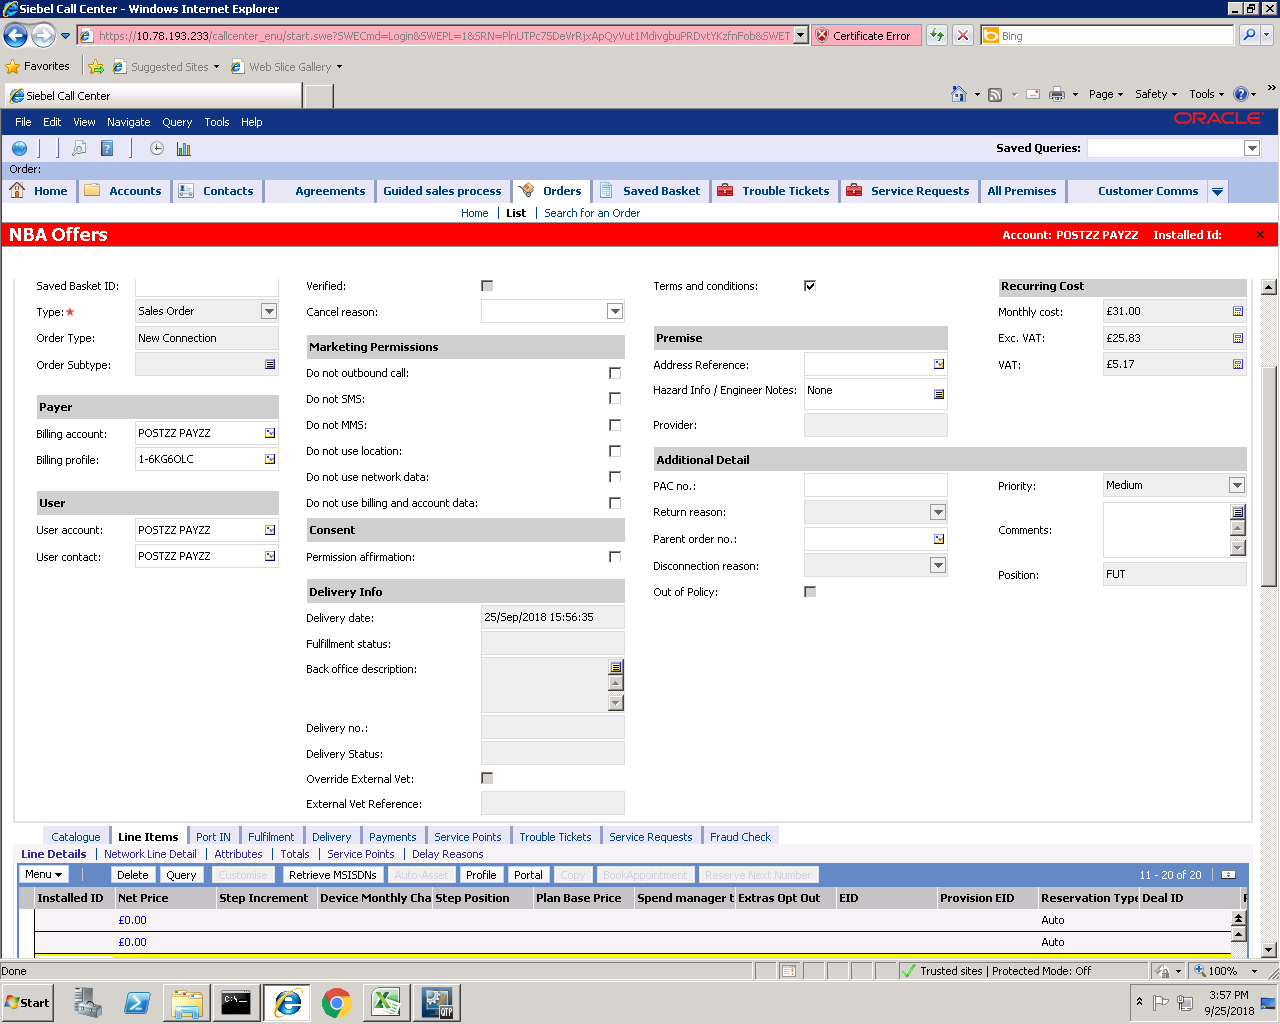 Siebel Call Center - Windows Internet Explorer
https://10.78.193.233/callcenter_enu/start.swe?SWECmd=Login&SWEPL=1&SRN=PlnUTPc75DeVrRjxApQyVut1MdivgbuPRDvtYKzfnFob&SWET
Certificate Error
Bing
Favorites
Suggested Sites
Web Slice Gallery
Siebel Call Center
Page
Safety
Tools
File Edit View Navigate Query Tools Help
ORACLE
Saved Queries:
Order:
Home Accounts Contacts Agreements Guided sales process Orders Saved Basket Trouble Tickets Service Requests All Premises Customer Comms
Home | List | Search for an Order
NBA Offers
Account: POSTZZ PAYZZ Installed Id:
Saved Basket ID:
Type:
Sales Order
Order Type:
New Connection
Order Subtype:
Payer
Billing account:
POSTZZ PAYZZ
Billing profile:
1-6KG6OLC
User
User account:
POSTZZ PAYZZ
User contact:
POSTZZ PAYZZ
Verified:
Cancel reason:
Marketing Permissions
Do not outbound call:
Do not SMS:
Do not MMS:
Do not use location:
Do not use network data:
Do not use billing and account data:
Consent
Permission affirmation:
Delivery Info
Delivery date:
25/Sep/2018 15:56:35
Fulfillment status:
Back office description:
Delivery no.:
Delivery Status:
Override External Vet:
External Vet Reference:
Terms and conditions:
Premise
Address Reference:
Hazard Info / Engineer Notes:
None
Provider:
Additional Detail
PAC no.:
Return reason:
Parent order no.:
Disconnection reason:
Out of Policy:
Recurring Cost
Monthly cost:
£31.00
Exc. VAT:
£25.83
VAT:
£5.17
Priority:
Medium
Comments:
Position:
FUT
Catalogue Line Items Port IN Fulfilment Delivery Payments Service Points Trouble Tickets Service Requests Fraud Check
Line Details | Network Line Detail | Attributes | Totals | Service Points | Delay Reasons
Menu Delete Query Customise Retrieve MSISDNs Auto-Asset Profile Portal Copy BookAppointment Reserve Next Number
11 - 20 of 20
Installed ID Net Price Step Increment Device Monthly Cha Step Position Plan Base Price Spend manager t Extras Opt Out EID Provision EID Reservation Type Deal ID
£0.00 Auto
£0.00 Auto
Done
Trusted sites | Protected Mode: Off
100%
Start
C:\
QTP
3:57 PM
9/25/2018